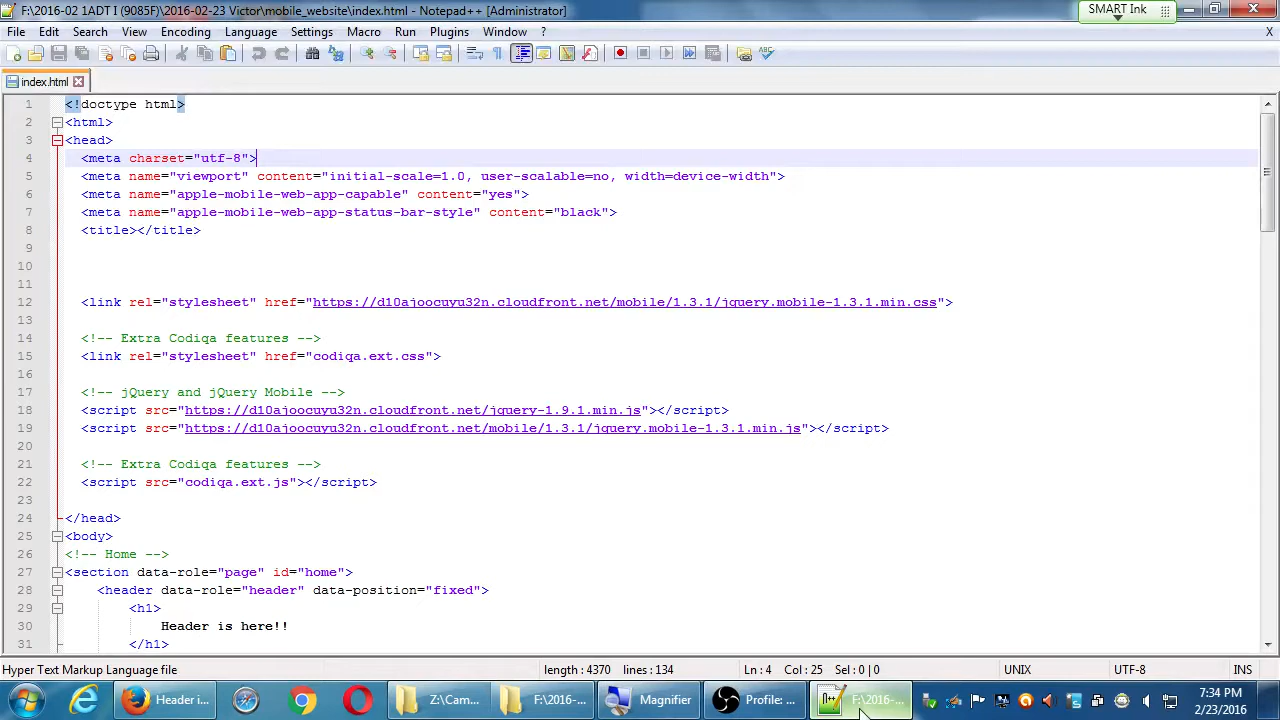 F:\2016-02 1ADT I (9085F)\2016-02-23 Victor\mobile_website\index.html - Notepad++ [Administrator]
SMART Ink
File Edit Search View Encoding Language Settings Macro Run Plugins Window ? X
index.html
1 <!doctype html>
2 <html>
3 <head>
4 <meta charset="utf-8">
5 <meta name="viewport" content="initial-scale=1.0, user-scalable=no, width=device-width">
6 <meta name="apple-mobile-web-app-capable" content="yes">
7 <meta name="apple-mobile-web-app-status-bar-style" content="black">
8 <title></title>
9
10
11
12 <link rel="stylesheet" href="https://d10ajoocuyu32n.cloudfront.net/mobile/1.3.1/jquery.mobile-1.3.1.min.css">
13
14 <!-- Extra Codiqa features -->
15 <link rel="stylesheet" href="codiqa.ext.css">
16
17 <!-- jQuery and jQuery Mobile -->
18 <script src="https://d10ajoocuyu32n.cloudfront.net/jquery-1.9.1.min.js"></script>
19 <script src="https://d10ajoocuyu32n.cloudfront.net/mobile/1.3.1/jquery.mobile-1.3.1.min.js"></script>
20
21 <!-- Extra Codiqa features -->
22 <script src="codiqa.ext.js"></script>
23
24 </head>
25 <body>
26 <!-- Home -->
27 <section data-role="page" id="home">
28 <header data-role="header" data-position="fixed">
29 <h1>
30 Header is here!!
31 </h1>
Hyper Text Markup Language file length : 4370 lines : 134 Ln : 4 Col : 25 Sel : 0 | 0 UNIX UTF-8 INS
Header i... Z:\Cam... F:\2016-... Magnifier Profile: ... F:\2016-... 7:34 PM
2/23/2016